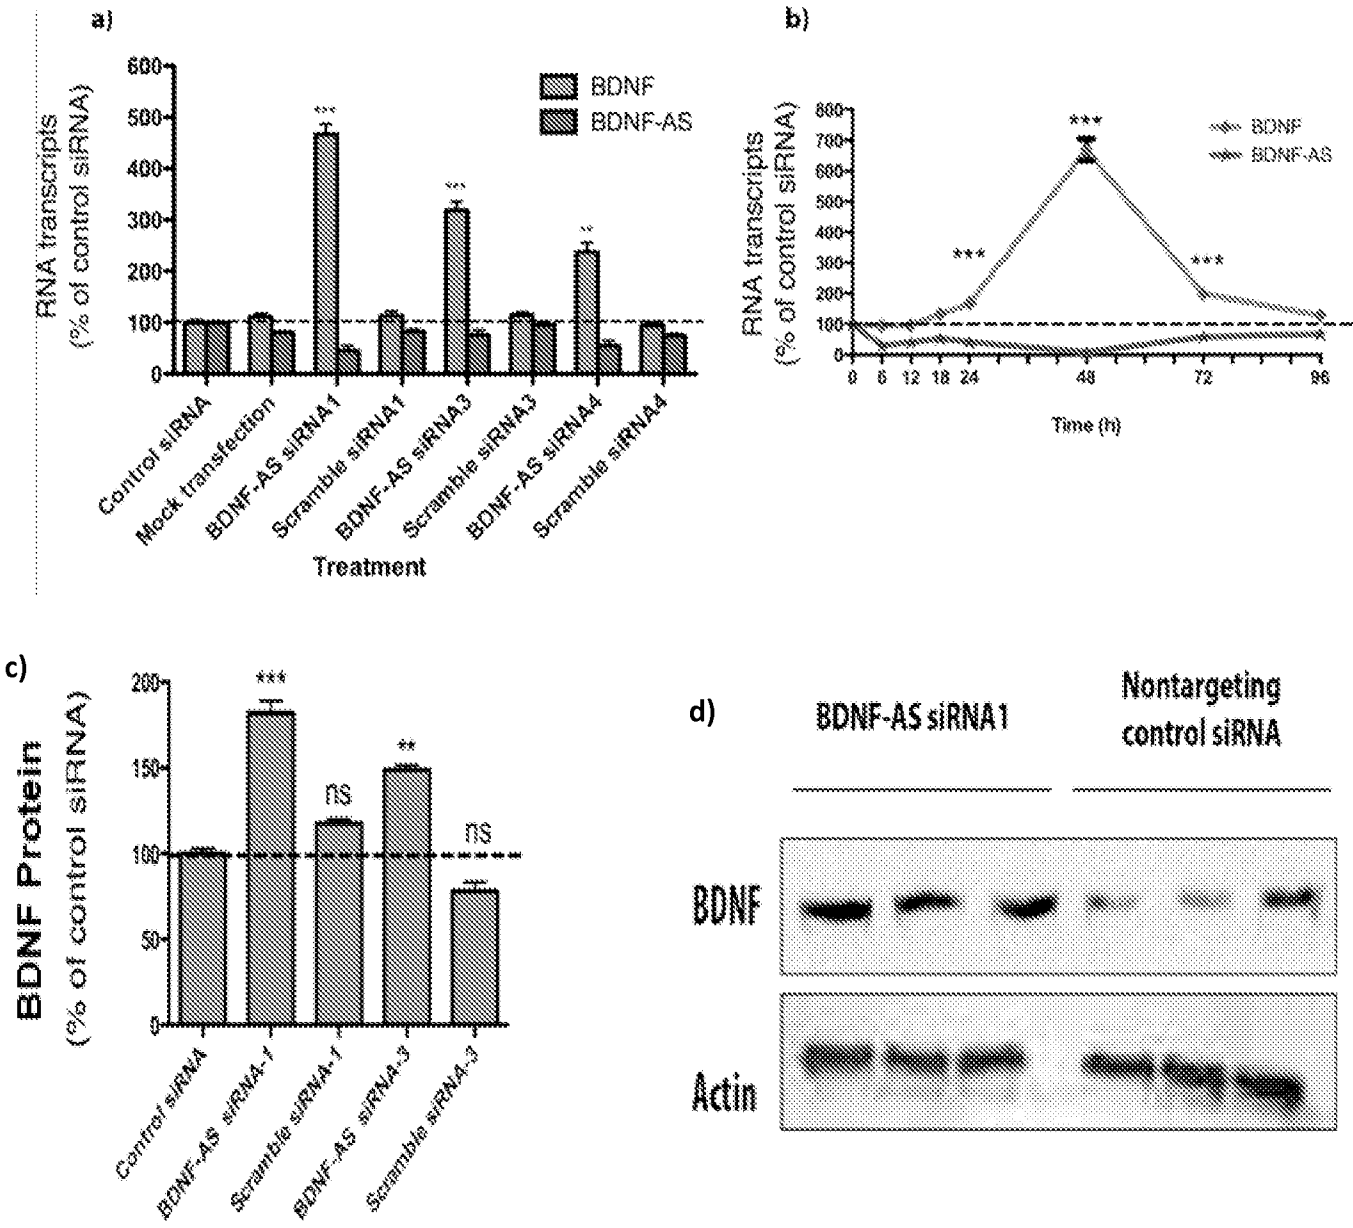 a)
RNA transcripts
(% of control siRNA)
600
500
400
300
200
100
0
***
***
**
BDNF
BDNF-AS
Control siRNA
Mock transfection
BDNF-AS siRNA1
Scramble siRNA1
BDNF-AS siRNA3
Scramble siRNA3
BDNF-AS siRNA4
Scramble siRNA4
Treatment
b)
RNA transcripts
(% of control siRNA)
800
700
600
500
400
300
200
100
0
***
***
***
BDNF
BDNF-AS
0 6 12 18 24 48 72 96
Time (h)
c)
BDNF Protein
(% of control siRNA)
200
150
100
50
0
***
ns
**
ns
Control siRNA
BDNF-AS siRNA-1
Scramble siRNA-1
BDNF-AS siRNA-3
Scramble siRNA-3
d)
BDNF-AS siRNA1
Nontargeting
control siRNA
BDNF
Actin